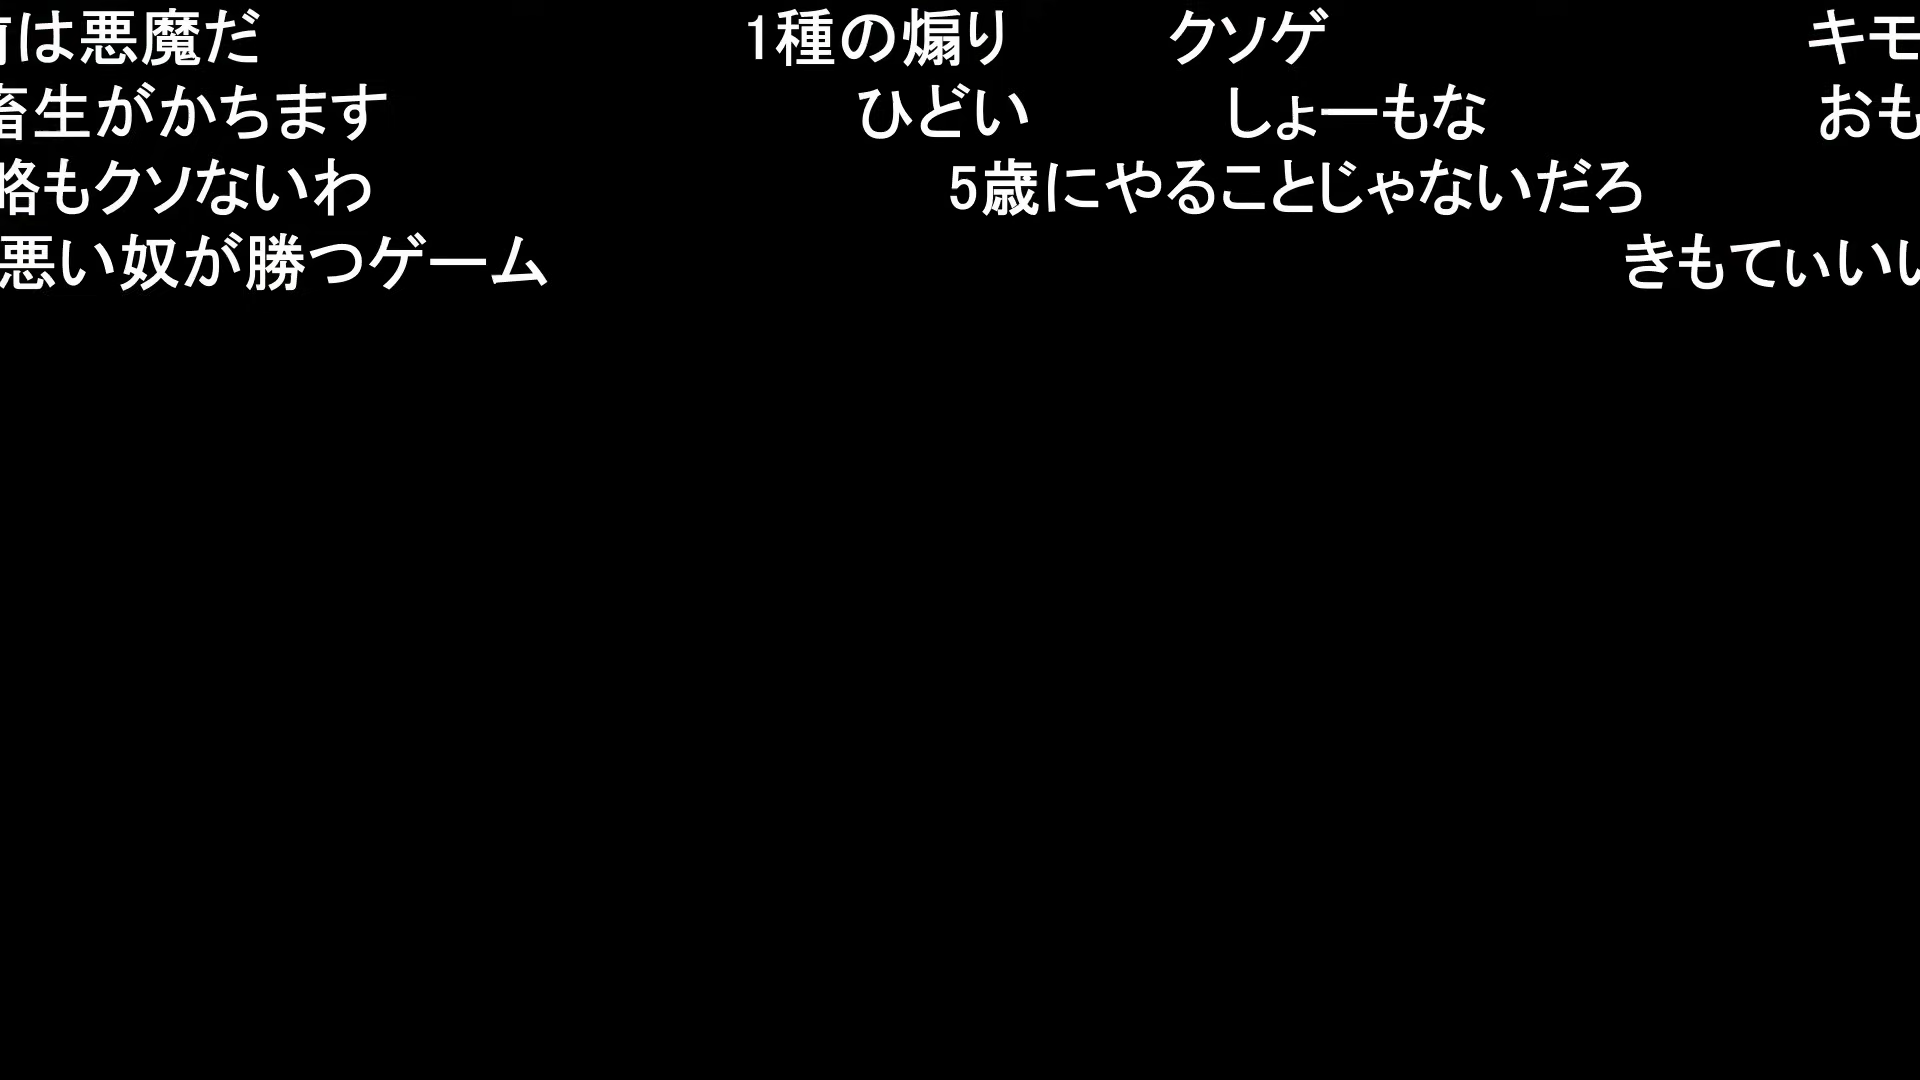 は悪魔だ 1種の煽り クソゲ キモ
畜生がかちます ひどい しょーもな おも
もクソないわ 5歳にやることじゃないだろ
悪い奴が勝つゲーム きもてぃいい